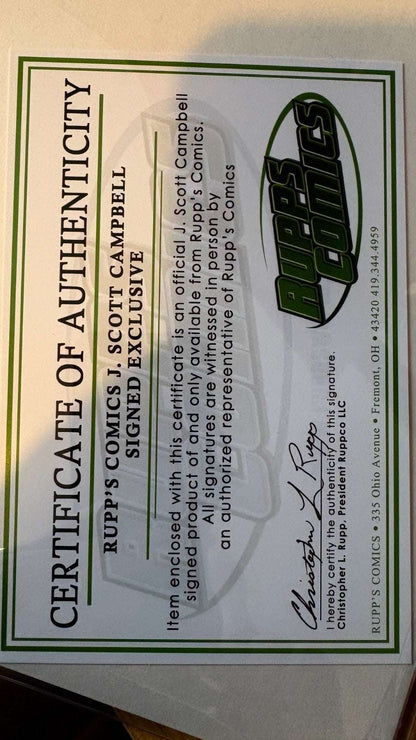 CERTIFICATE OF AUTHENTICITY
RUPP'S COMICS J. SCOTT CAMPBELL
SIGNED EXCLUSIVE
Item enclosed with this certificate is an official J. Scott Campbell
signed product of and only available from Rupp's Comics.
All signatures are witnessed in person by
an authorized representative of Rupp's Comics
RUPPS
COMICS
Christopher L Rupp
I hereby certify the authenticity of this signature.
Christopher L. Rupp, President Ruppco LLC
RUPP'S COMICS • 335 Ohio Avenue • Fremont, OH • 43420 419.344.4959